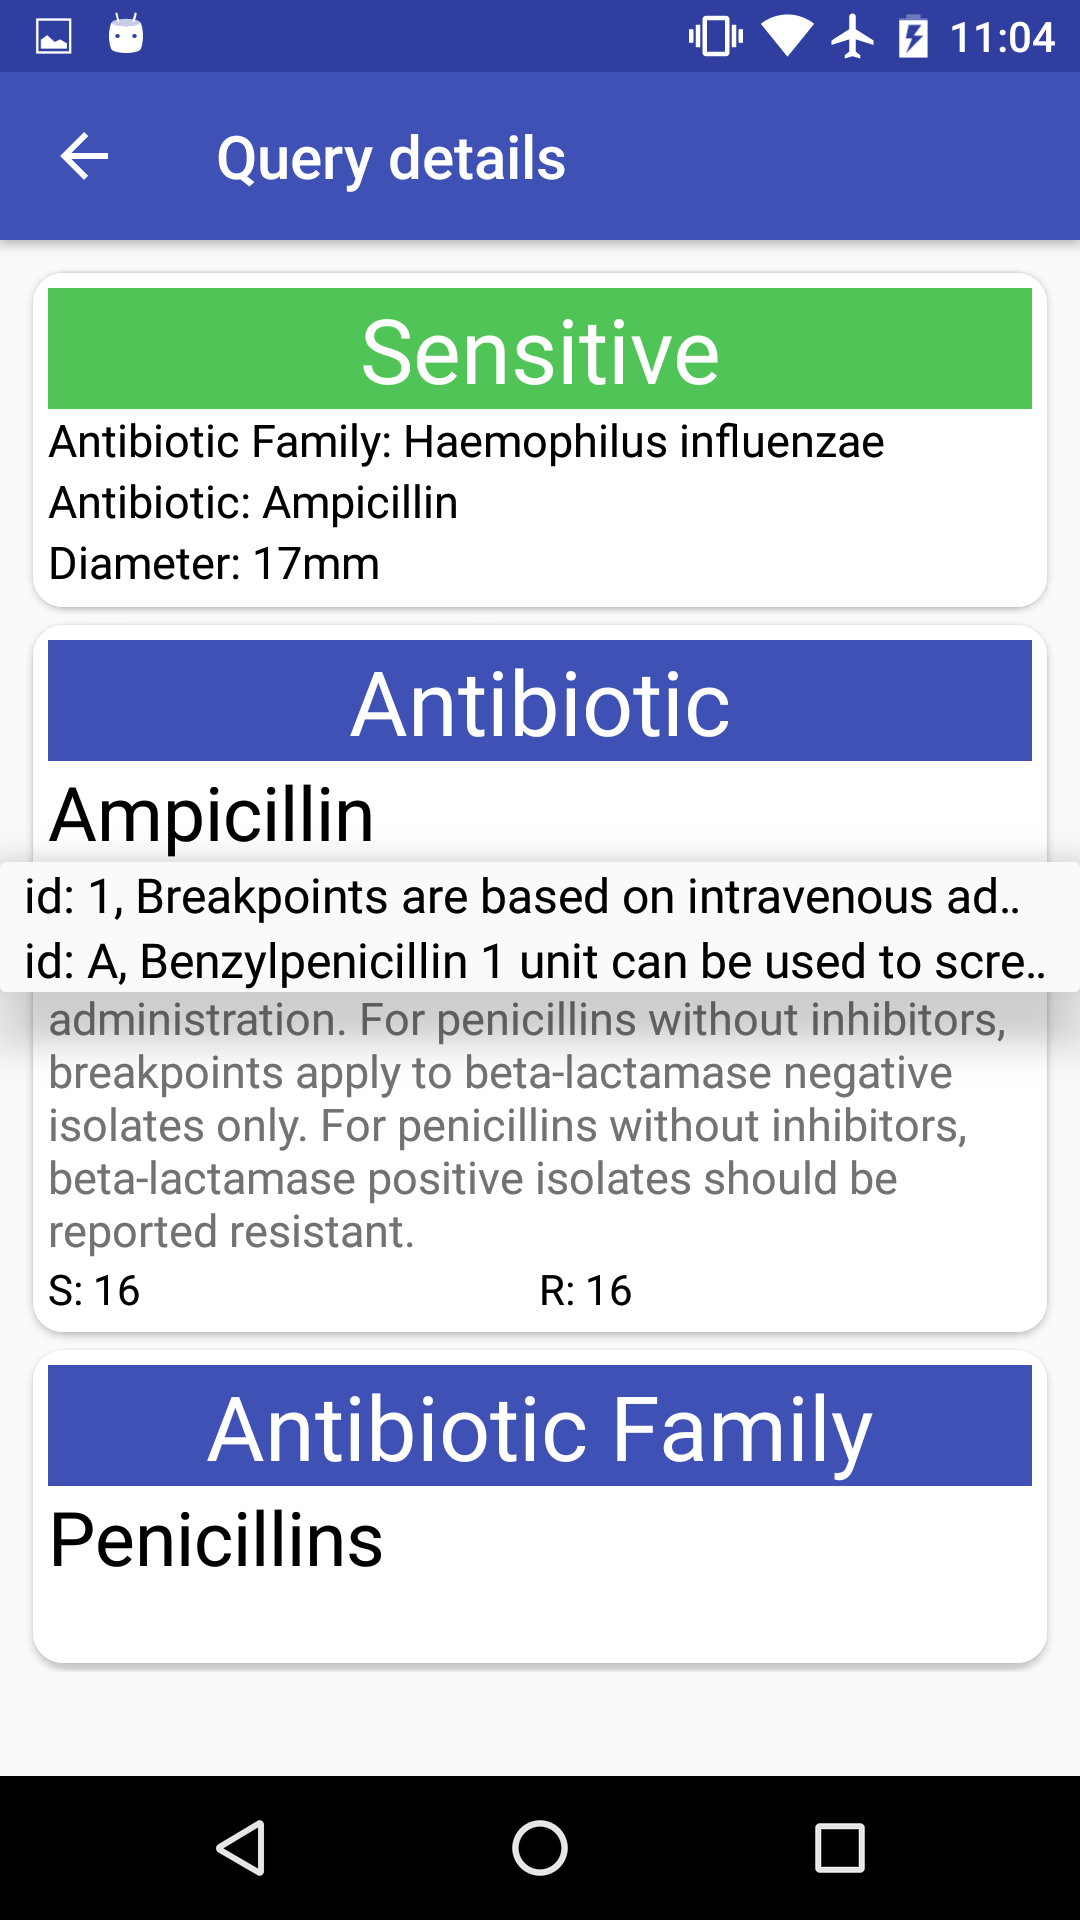 11:04
Query details
Sensitive
Antibiotic Family: Haemophilus influenzae
Antibiotic: Ampicillin
Diameter: 17mm
Antibiotic
Ampicillin
id: 1, Breakpoints are based on intravenous ad..
id: A, Benzylpenicillin 1 unit can be used to scre..
administration. For penicillins without inhibitors,
breakpoints apply to beta-lactamase negative
isolates only. For penicillins without inhibitors,
beta-lactamase positive isolates should be
reported resistant.
S: 16 R: 16
Antibiotic Family
Penicillins